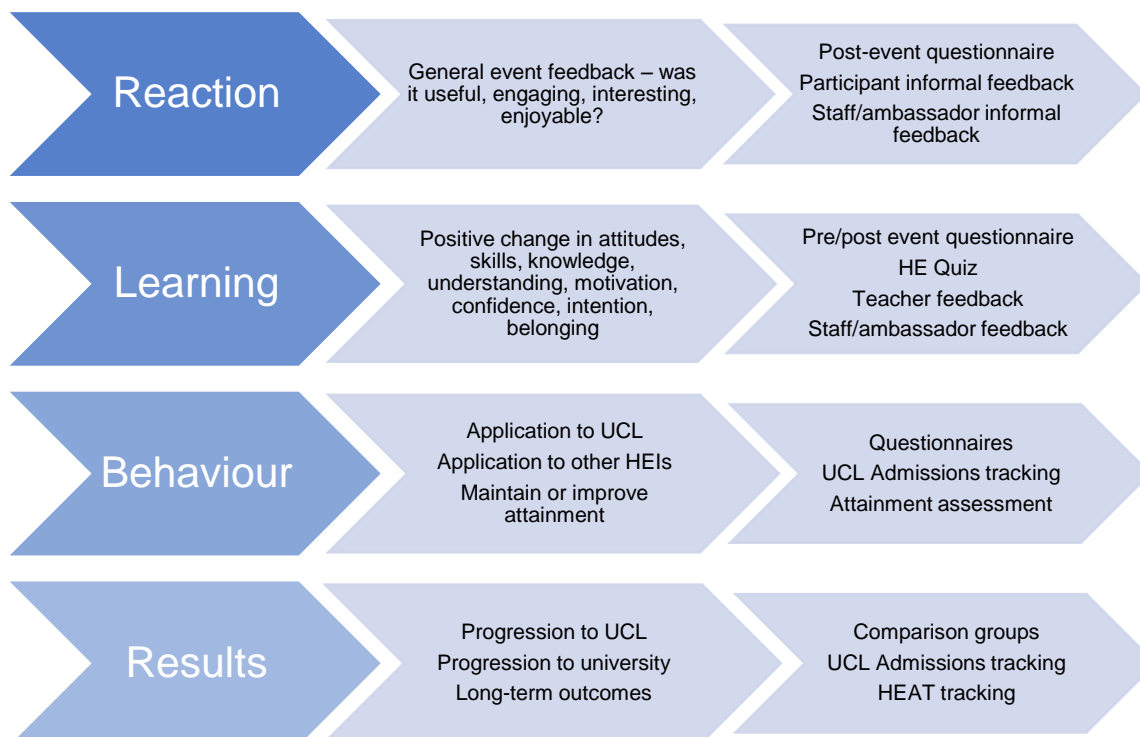 Reaction
General event feedback – was
it useful, engaging, interesting,
enjoyable?
Post-event questionnaire
Participant informal feedback
Staff/ambassador informal
feedback
Learning
Positive change in attitudes,
skills, knowledge,
understanding, motivation,
confidence, intention,
belonging
Pre/post event questionnaire
HE Quiz
Teacher feedback
Staff/ambassador feedback
Behaviour
Application to UCL
Application to other HEIs
Maintain or improve
attainment
Questionnaires
UCL Admissions tracking
Attainment assessment
Results
Progression to UCL
Progression to university
Long-term outcomes
Comparison groups
UCL Admissions tracking
HEAT tracking